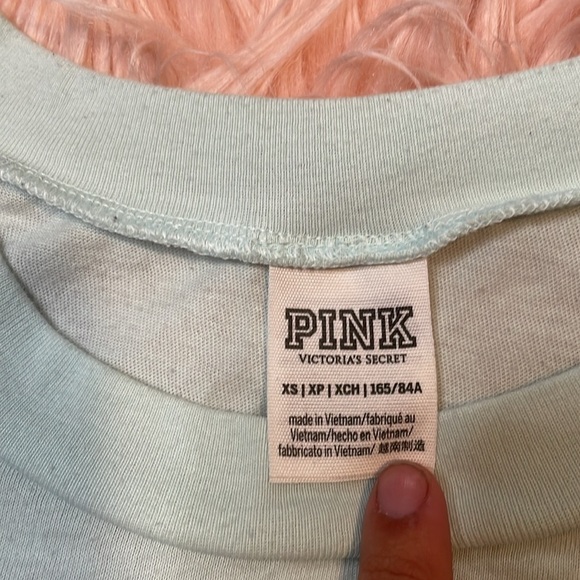 PINK
VICTORIA'S SECRET
XS | XP | XCH | 165/84A
made in Vietnam/fabriqué au
Vietnam/hecho en Vietnam/
fabbricato in Vietnam/ 越南制造